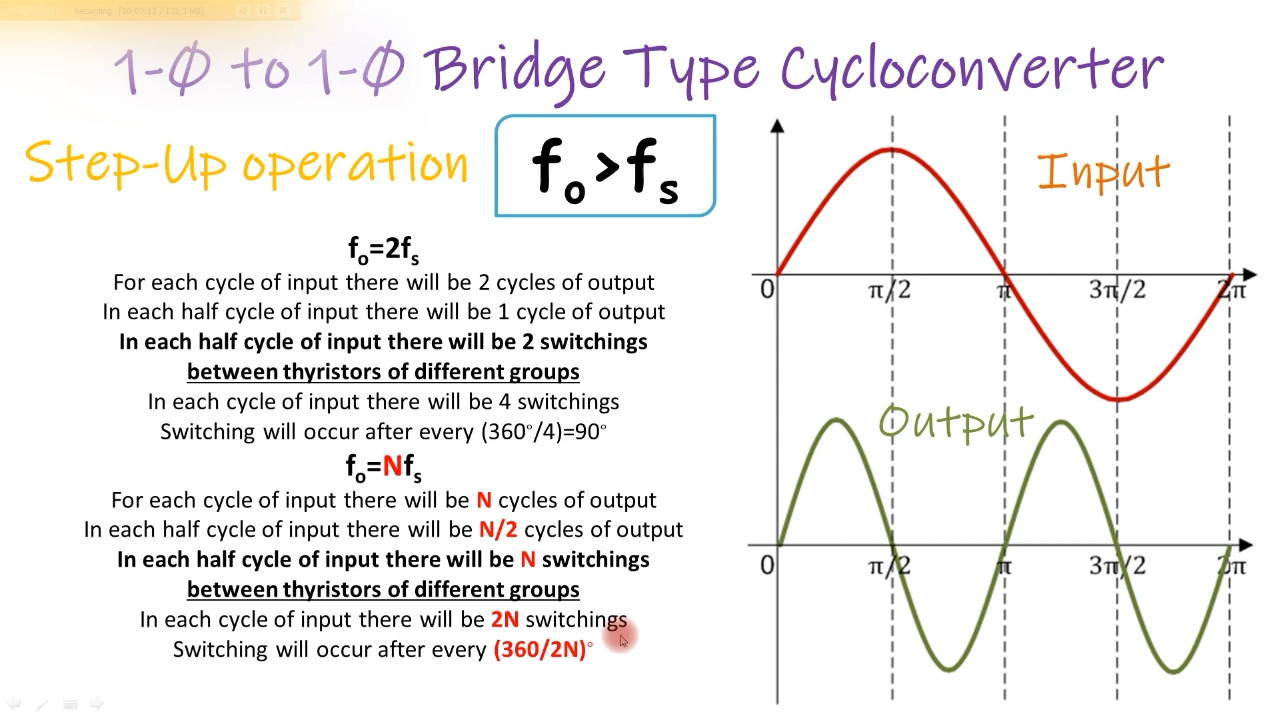 Recording... [00:07:12 / 132.3 MB]
1-Ø to 1-Ø Bridge Type Cycloconverter
Step-Up operation
fo>fs
fo=2fs
For each cycle of input there will be 2 cycles of output
In each half cycle of input there will be 1 cycle of output
In each half cycle of input there will be 2 switchings
between thyristors of different groups
In each cycle of input there will be 4 switchings
Switching will occur after every (360°/4)=90°
fo=Nfs
For each cycle of input there will be N cycles of output
In each half cycle of input there will be N/2 cycles of output
In each half cycle of input there will be N switchings
between thyristors of different groups
In each cycle of input there will be 2N switchings
Switching will occur after every (360/2N)°
Input
0 π/2 π 3π/2 2π
Output
0 π/2 π 3π/2 2π